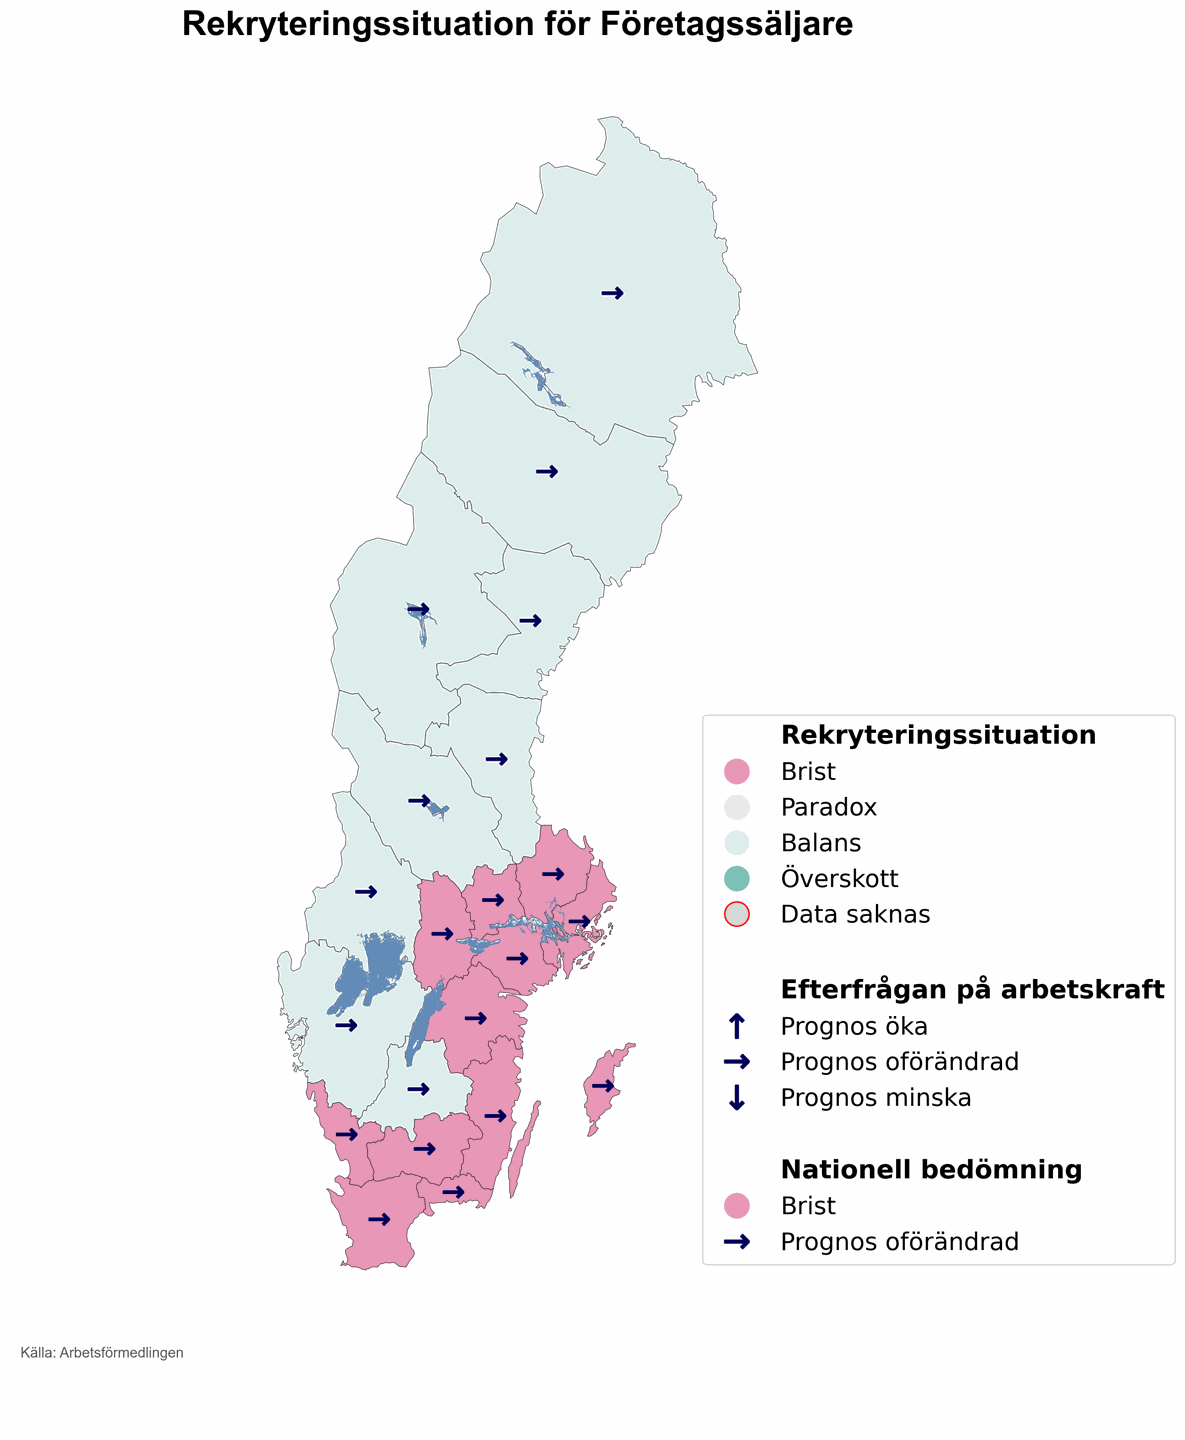 Rekryteringssituation för Företagssäljare
Rekryteringssituation
Brist
Paradox
Balans
Överskott
Data saknas
Efterfrågan på arbetskraft
Prognos öka
Prognos oförändrad
Prognos minska
Nationell bedömning
Brist
Prognos oförändrad
Källa: Arbetsförmedlingen